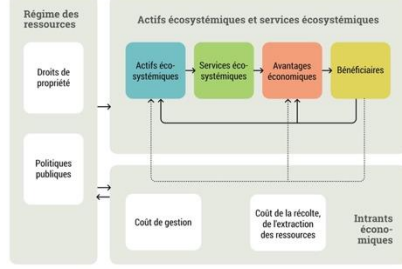 Régime des
ressources
Droits de
propriété
Politiques
publiques
Actifs écosystémiques et services écosystémiques
Actifs éco-
systémiques
Services éco-
systémiques
Avantages
économiques
Bénéficiaires
Coût de gestion
Coût de la récolte,
de l'extraction
des ressources
Intrants
écono-
miques